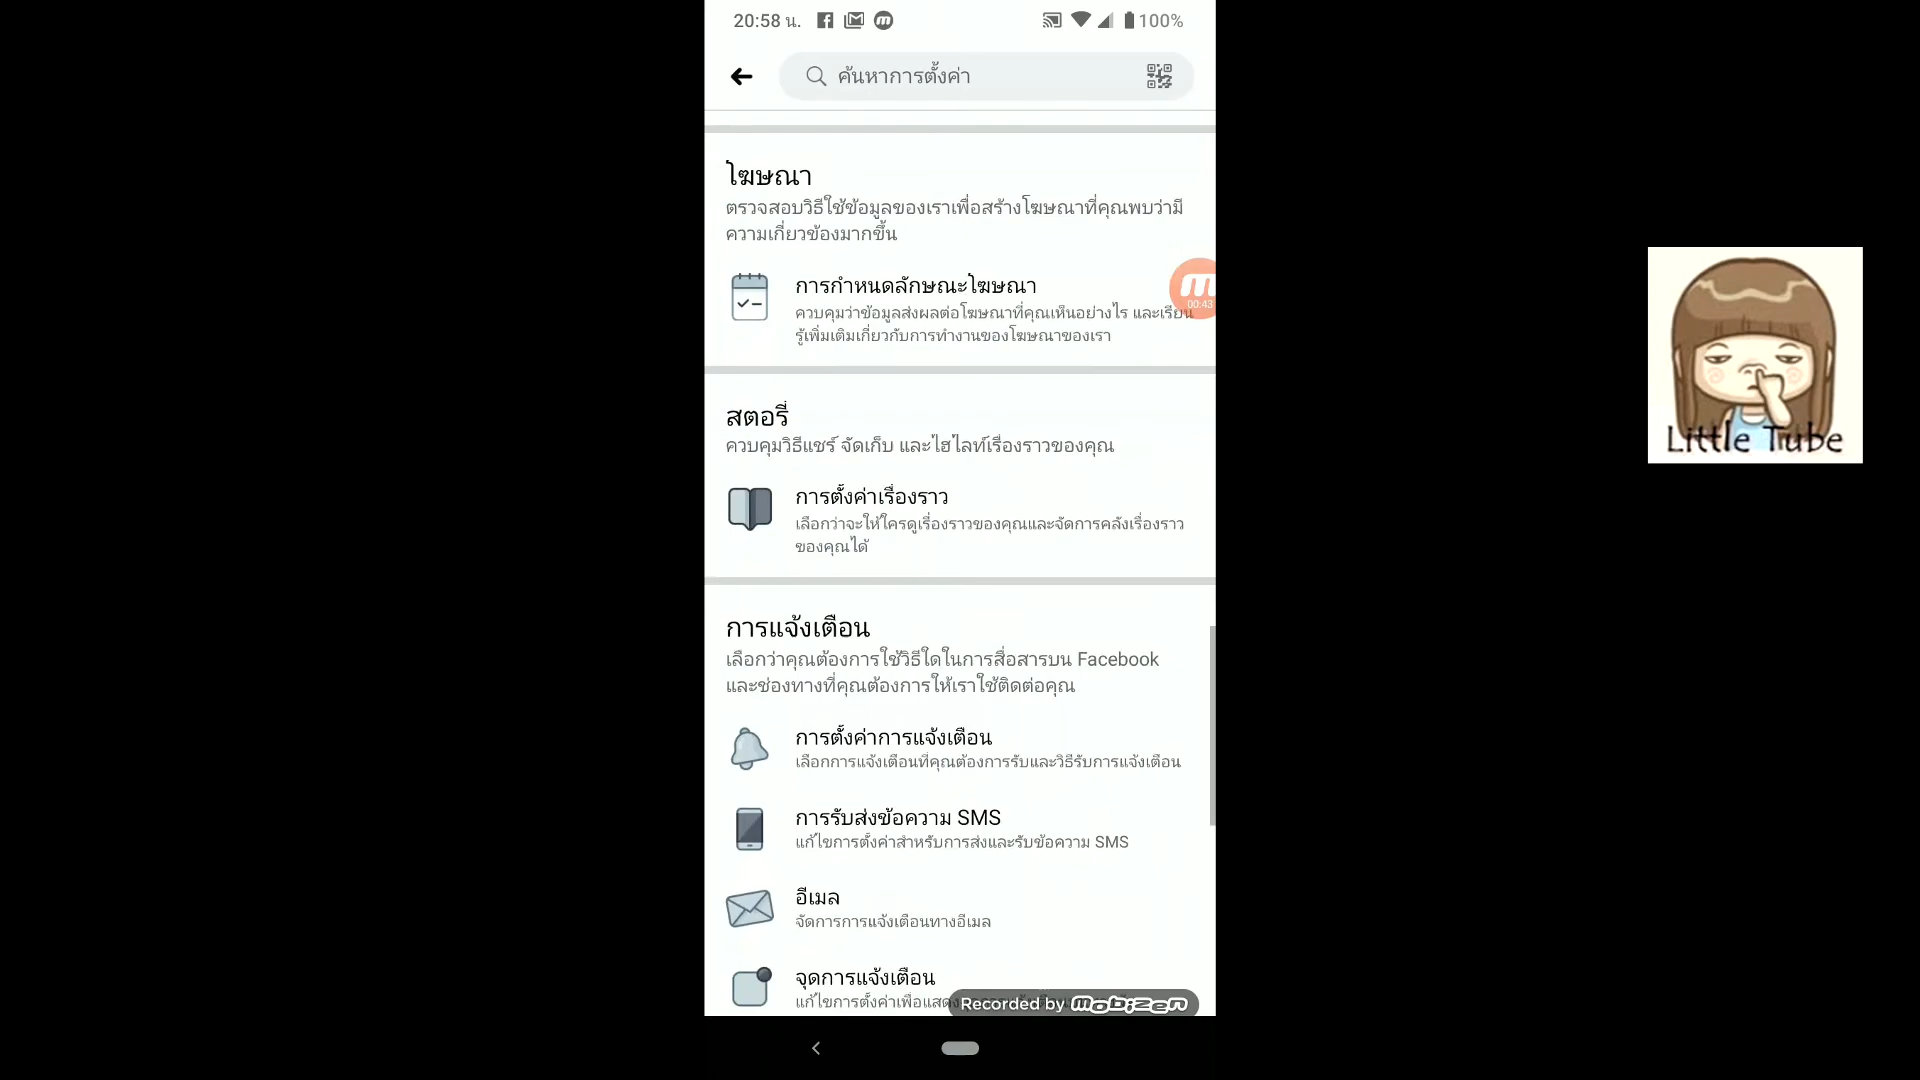 20:58 น.
100%
ค้นหาการตั้งค่า
โฆษณา
ตรวจสอบวิธีใช้ข้อมูลของเราเพื่อสร้างโฆษณาที่คุณพบว่ามี
ความเกี่ยวข้องมากขึ้น
การกำหนดลักษณะโฆษณา
ควบคุมว่าข้อมูลส่งผลต่อโฆษณาที่คุณเห็นอย่างไร และเรียน
รู้เพิ่มเติมเกี่ยวกับการทำงานของโฆษณาของเรา
00:43
สตอรี่
ควบคุมวิธีแชร์ จัดเก็บ และไฮไลท์เรื่องราวของคุณ
การตั้งค่าเรื่องราว
เลือกว่าจะให้ใครดูเรื่องราวของคุณและจัดการคลังเรื่องราว
ของคุณได้
การแจ้งเตือน
เลือกว่าคุณต้องการใช้วิธีใดในการสื่อสารบน Facebook
และช่องทางที่คุณต้องการให้เราใช้ติดต่อคุณ
การตั้งค่าการแจ้งเตือน
เลือกการแจ้งเตือนที่คุณต้องการรับและวิธีรับการแจ้งเตือน
การรับส่งข้อความ SMS
แก้ไขการตั้งค่าสำหรับการส่งและรับข้อความ SMS
อีเมล
จัดการการแจ้งเตือนทางอีเมล
จุดการแจ้งเตือน
แก้ไขการตั้งค่าเพื่อแสดง
Recorded by mobizen
Little Tube